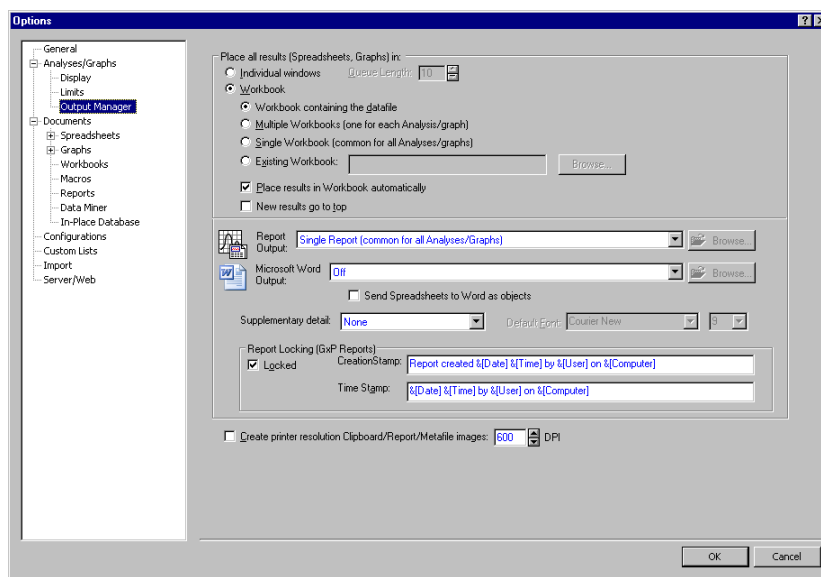 Options
General
Analyses/Graphs
Display
Limits
Output Manager
Documents
Spreadsheets
Graphs
Workbooks
Macros
Reports
Data Miner
In-Place Database
Configurations
Custom Lists
Import
Server/Web
Place all results (Spreadsheets, Graphs) in:
Individual windows Queue Length: 10
Workbook
Workbook containing the datafile
Multiple Workbooks (one for each Analysis/graph)
Single Workbook (common for all Analyses/graphs)
Existing Workbook: Browse...
Place results in Workbook automatically
New results go to top
Report Output: Single Report (common for all Analyses/Graphs) Browse...
Microsoft Word Output: Off Browse...
Send Spreadsheets to Word as objects
Supplementary detail: None Default Font: Courier New 9
Report Locking (GxP Reports)
Locked CreationStamp: Report created &[Date] &[Time] by &[User] on &[Computer]
Time Stamp: &[Date] &[Time] by &[User] on &[Computer]
Create printer resolution Clipboard/Report/Metafile images: 600 DPI
OK Cancel